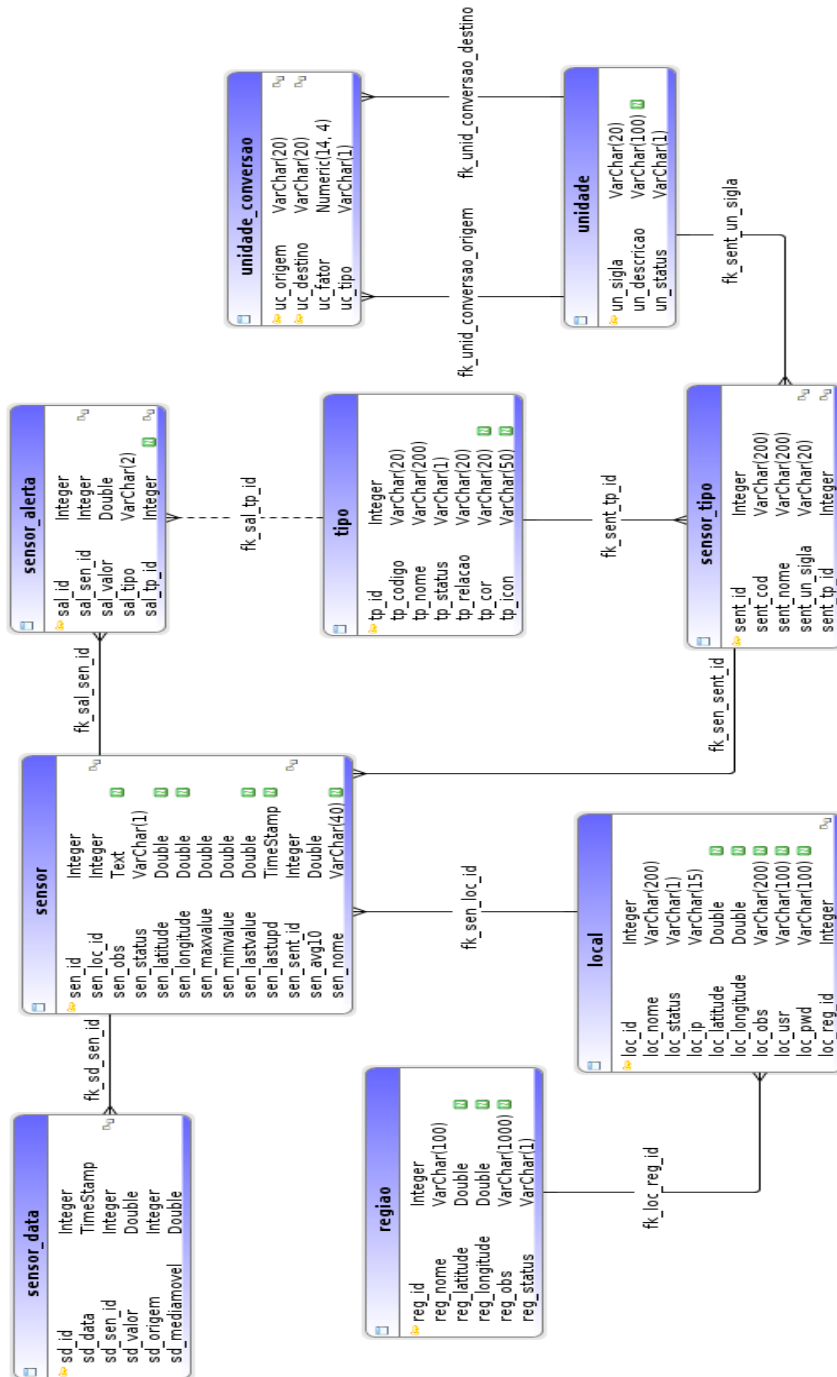 sensor_data
sd_id Integer
sd_data TimeStamp
sd_sen_id Integer
sd_valor Double
sd_origem Integer
sd_mediamovel Double
fk_sd_sen_id
sensor
sen_id Integer
sen_loc_id Integer
sen_obs Text N
sen_status VarChar(1)
sen_latitude Double N
sen_longitude Double N
sen_maxvalue Double
sen_minvalue Double
sen_lastvalue Double N
sen_lastupd TimeStamp N
sen_sent_id Integer
sen_avg10 Double
sen_nome VarChar(40) N
fk_sal_sen_id
sensor_alerta
sal_id Integer
sal_sen_id Integer
sal_valor Double
sal_tipo VarChar(2)
sal_tp_id Integer N
fk_sal_tp_id
unidade_conversao
uc_origem VarChar(20)
uc_destino VarChar(20)
uc_fator Numeric(14, 4)
uc_tipo VarChar(1)
regiao
reg_id Integer
reg_nome VarChar(100)
reg_latitude Double N
reg_longitude Double N
reg_obs VarChar(1000) N
reg_status VarChar(1)
fk_loc_reg_id
fk_sen_loc_id
tipo
tp_id Integer
tp_codigo VarChar(20)
tp_nome VarChar(200)
tp_status VarChar(1)
tp_relacao VarChar(20)
tp_cor VarChar(20) N
tp_icon VarChar(50) N
fk_sent_tp_id
fk_unid_conversao_origem
fk_unid_conversao_destino
local
loc_id Integer
loc_nome VarChar(200)
loc_status VarChar(1)
loc_ip VarChar(15)
loc_latitude Double N
loc_longitude Double N
loc_obs VarChar(200) N
loc_usr VarChar(100) N
loc_pwd VarChar(100) N
loc_reg_id Integer
fk_sen_sent_id
sensor_tipo
sent_id Integer
sent_cod VarChar(200)
sent_nome VarChar(200)
sent_un_sigla VarChar(20)
sent_tp_id Integer
unidade
un_sigla VarChar(20)
un_descricao VarChar(100) N
un_status VarChar(1)
fk_sent_un_sigla